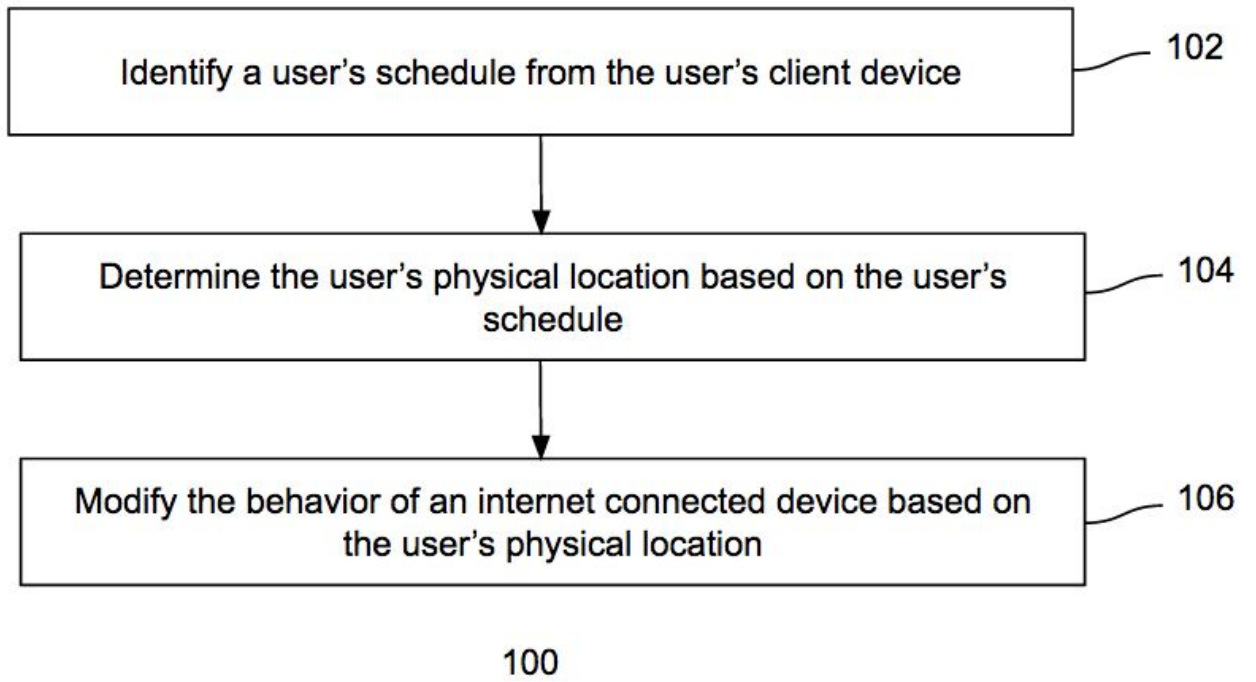 Identify a user’s schedule from the user’s client device
102
Determine the user’s physical location based on the user’s
schedule
104
Modify the behavior of an internet connected device based on
the user’s physical location
106
100